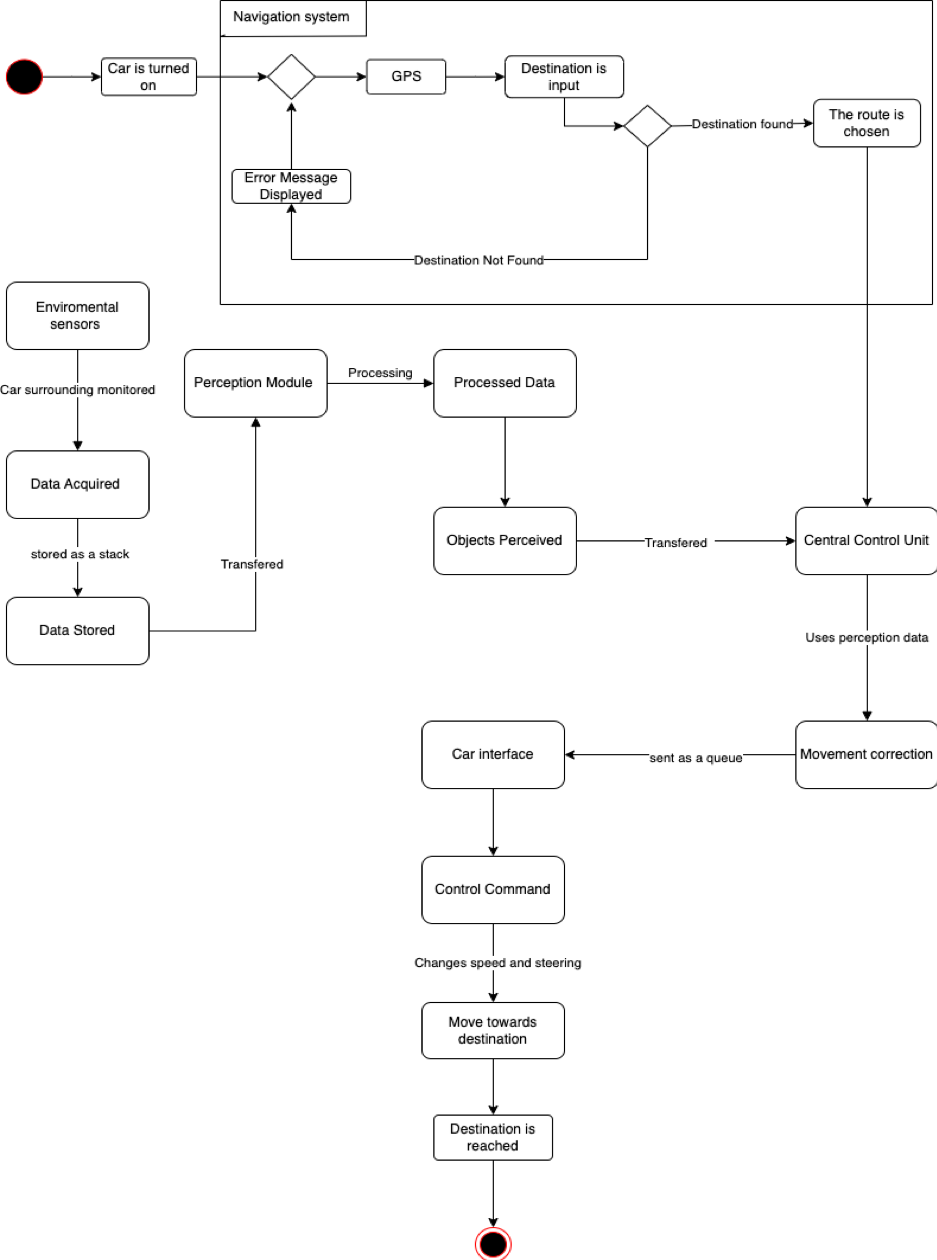 Navigation system
Car is turned
on
GPS
Destination is
input
Destination found
The route is
chosen
Error Message
Displayed
Destination Not Found
Enviromental
sensors
Car surrounding monitored
Perception Module
Processing
Processed Data
Data Acquired
stored as a stack
Transfered
Objects Perceived
Transfered
Central Control Unit
Data Stored
Uses perception data
Car interface
sent as a queue
Movement correction
Control Command
Changes speed and steering
Move towards
destination
Destination is
reached